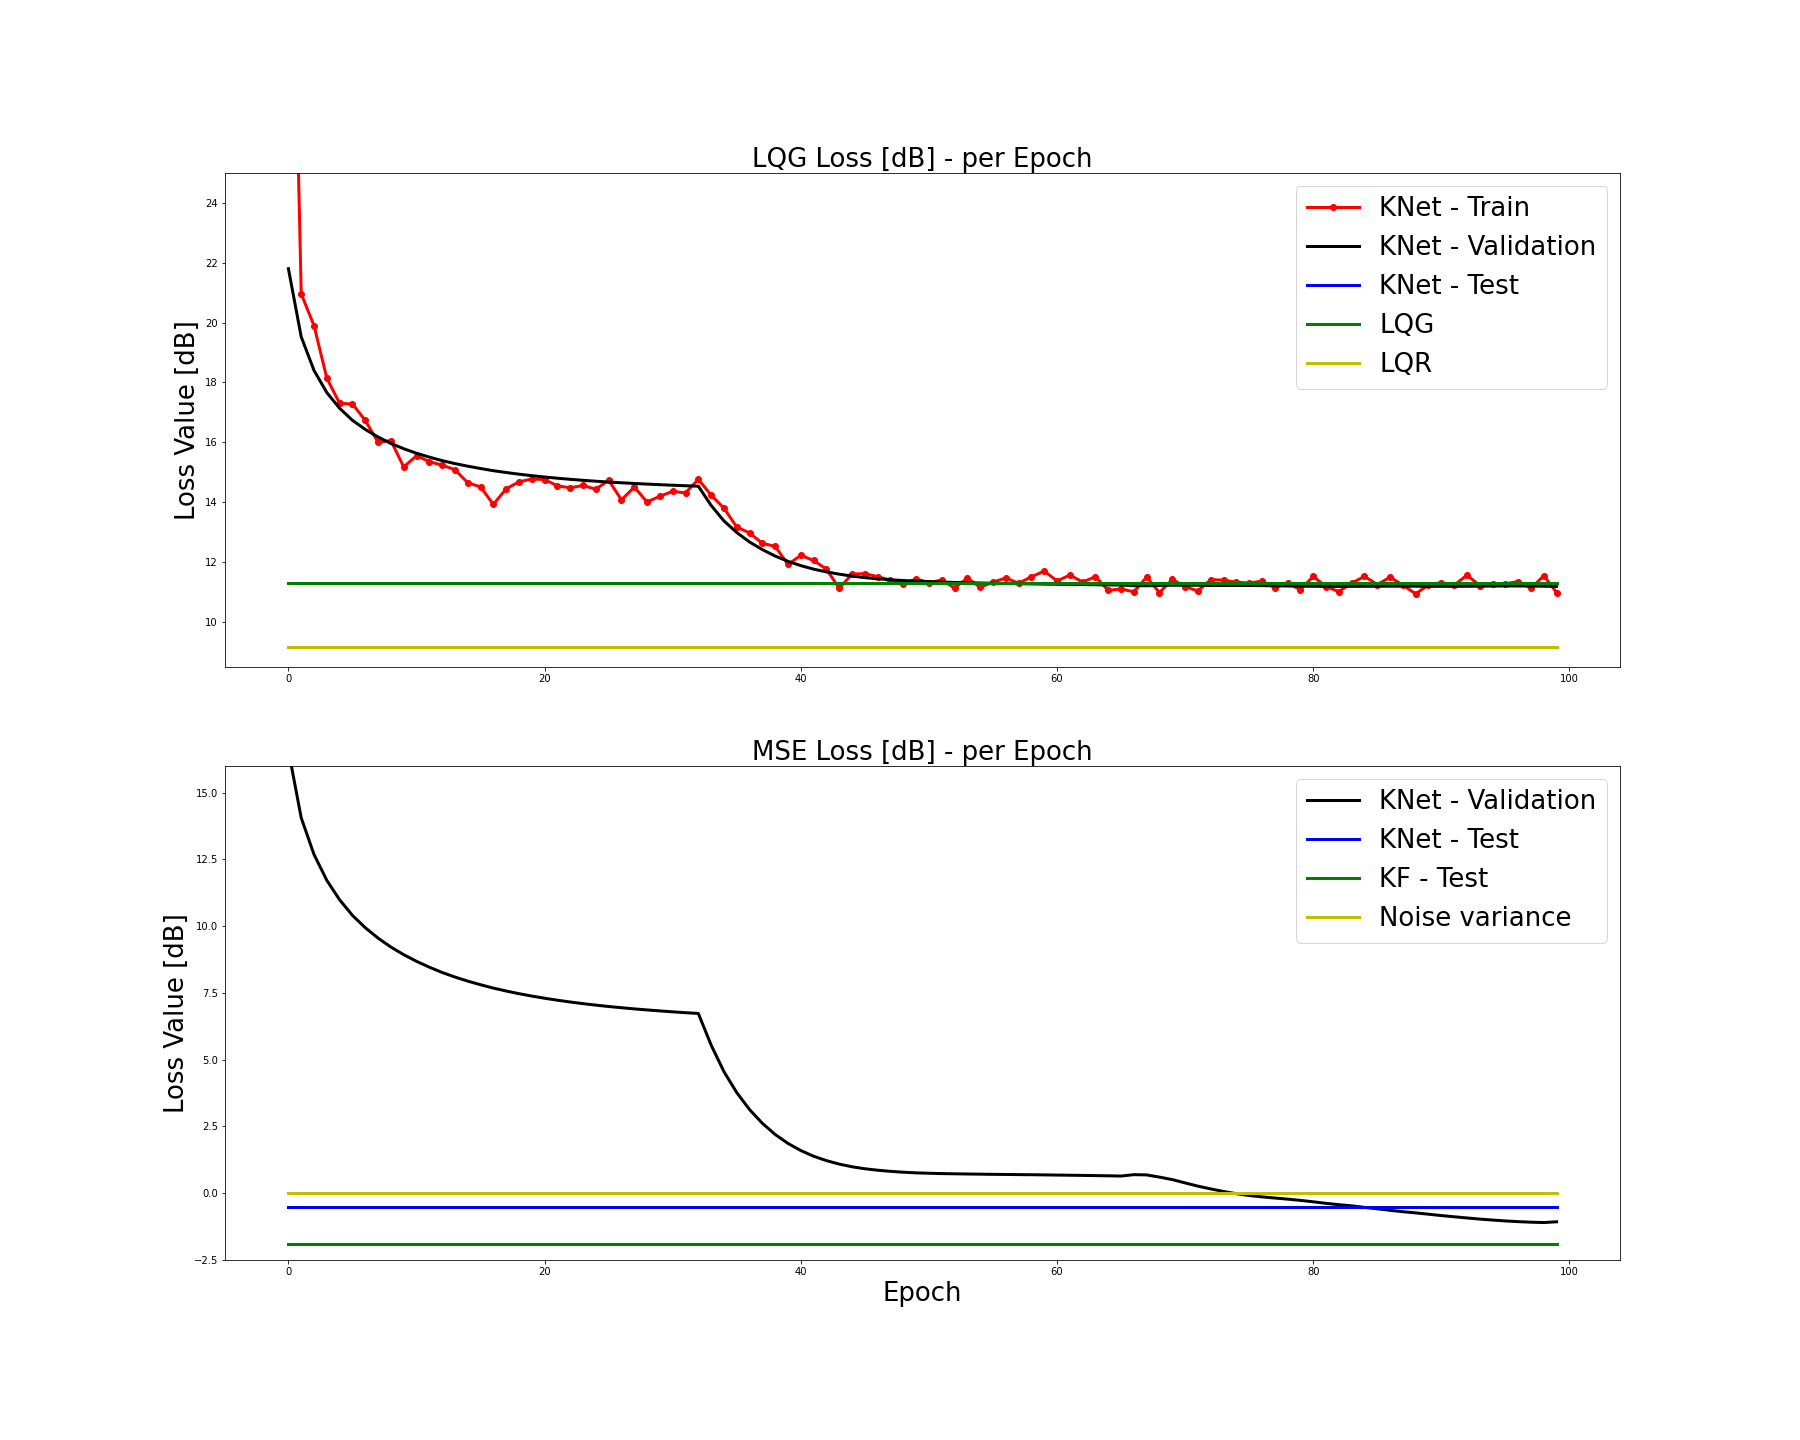 LQG Loss [dB] - per Epoch
Loss Value [dB]
24
22
20
18
16
14
12
10
0 20 40 60 80 100
KNet - Train
KNet - Validation
KNet - Test
LQG
LQR
MSE Loss [dB] - per Epoch
Loss Value [dB]
15.0
12.5
10.0
7.5
5.0
2.5
0.0
−2.5
0 20 40 60 80 100
Epoch
KNet - Validation
KNet - Test
KF - Test
Noise variance